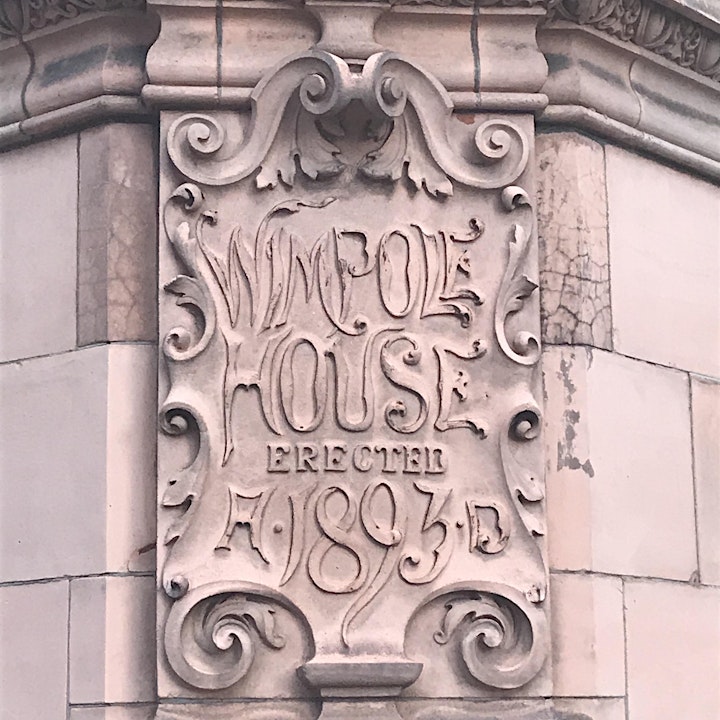 WIMPOLE
HOUSE
ERECTED
A·1893·D